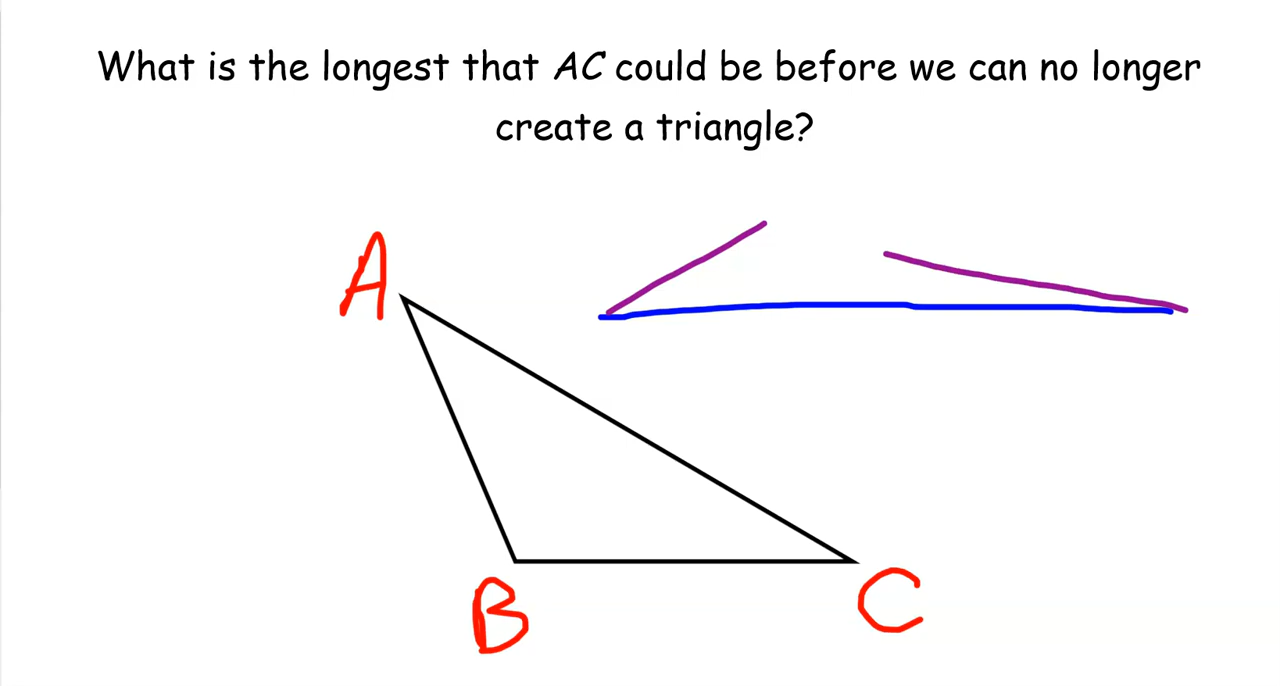 What is the longest that AC could be before we can no longer
create a triangle?
A
B
C